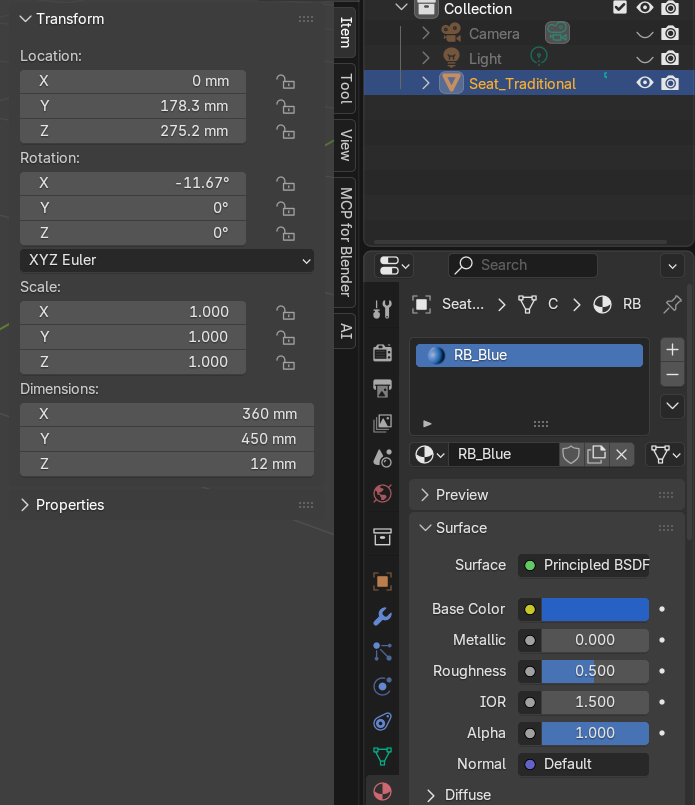 Transform
Location:
X 0 mm
Y 178.3 mm
Z 275.2 mm
Rotation:
X -11.67°
Y 0°
Z 0°
XYZ Euler
Scale:
X 1.000
Y 1.000
Z 1.000
Dimensions:
X 360 mm
Y 450 mm
Z 12 mm
Properties
Item
Tool
View
MCP for Blender
AI
Collection
Camera
Light
Seat_Traditional
Search
Seat... C RB
RB_Blue
RB_Blue
Preview
Surface
Surface Principled BSDF
Base Color
Metallic 0.000
Roughness 0.500
IOR 1.500
Alpha 1.000
Normal Default
Diffuse